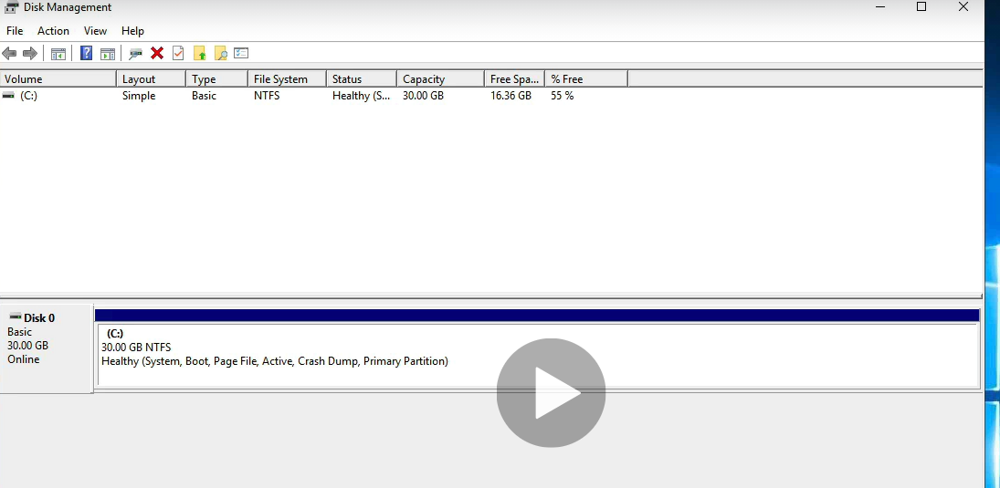 Disk Management
File Action View Help
Volume Layout Type File System Status Capacity Free Spa... % Free
(C:) Simple Basic NTFS Healthy (S... 30.00 GB 16.36 GB 55 %
Disk 0
Basic
30.00 GB
Online
(C:)
30.00 GB NTFS
Healthy (System, Boot, Page File, Active, Crash Dump, Primary Partition)